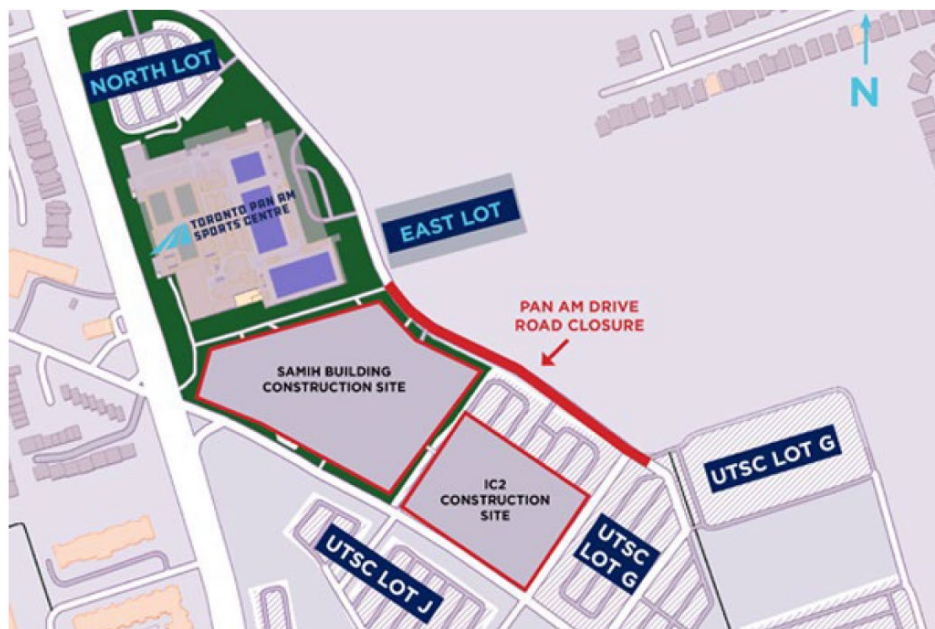 NORTH LOT
N
TORONTO PAN AM
SPORTS CENTRE
EAST LOT
PAN AM DRIVE
ROAD CLOSURE
SAMIH BUILDING
CONSTRUCTION SITE
UTSC LOT G
IC2
CONSTRUCTION
SITE
UTSC
LOT G
UTSC LOT J